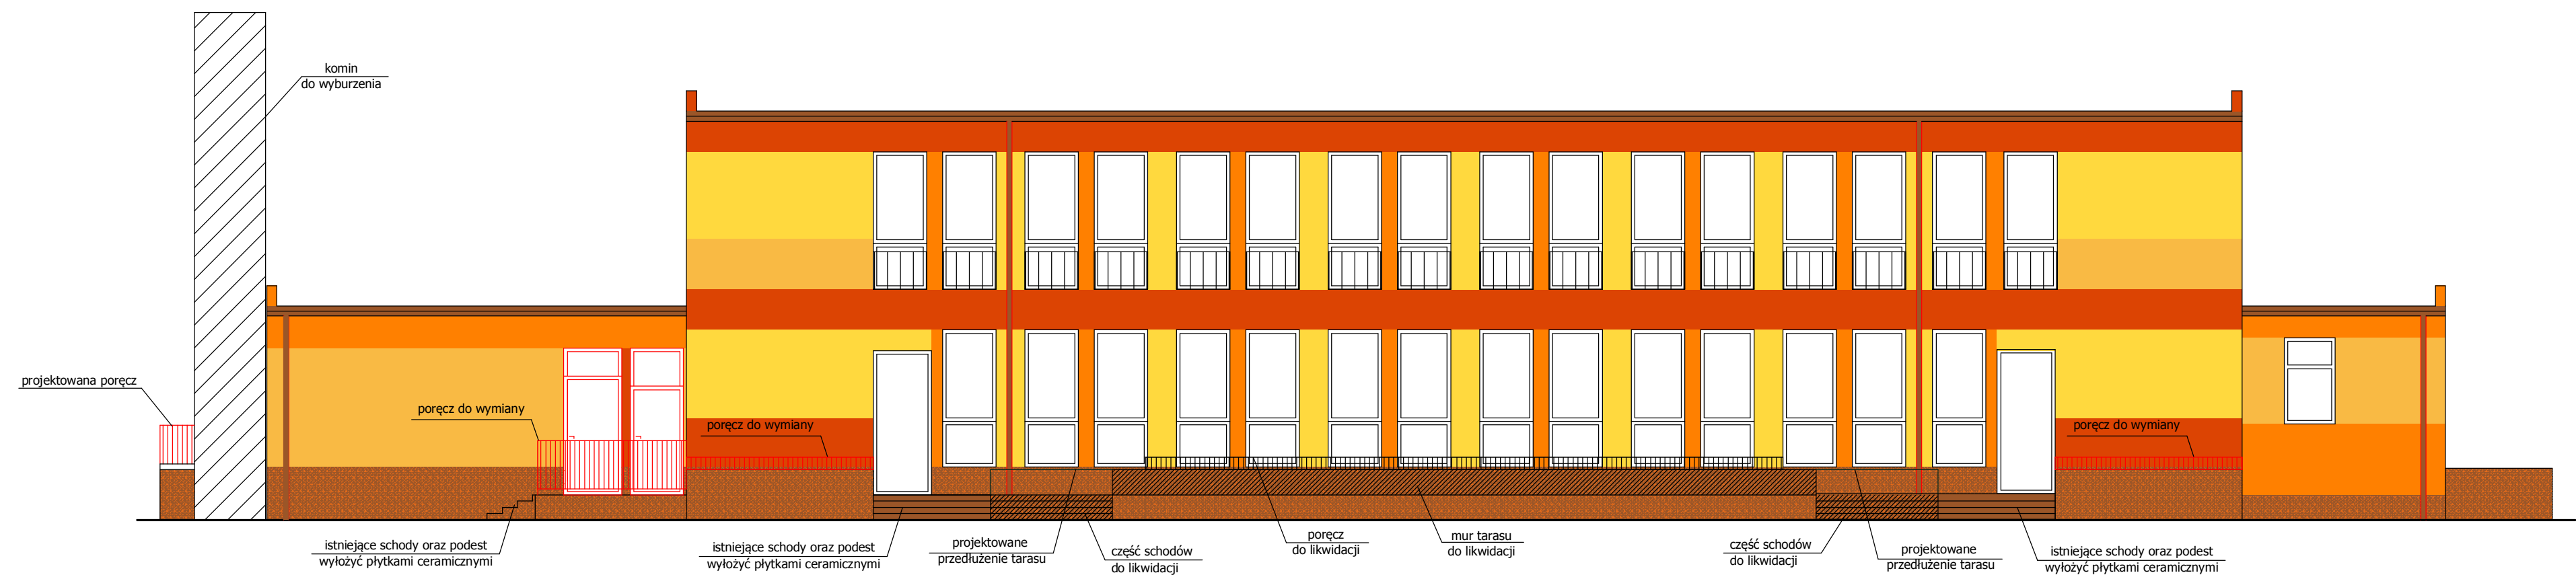 komin
do wyburzenia
projektowana poręcz
poręcz do wymiany
poręcz do wymiany
poręcz do wymiany
istniejące schody oraz podest
wyłożyć płytkami ceramicznymi
istniejące schody oraz podest
wyłożyć płytkami ceramicznymi
projektowane
przedłużenie tarasu
część schodów
do likwidacji
poręcz
do likwidacji
mur tarasu
do likwidacji
część schodów
do likwidacji
projektowane
przedłużenie tarasu
istniejące schody oraz podest
wyłożyć płytkami ceramicznymi